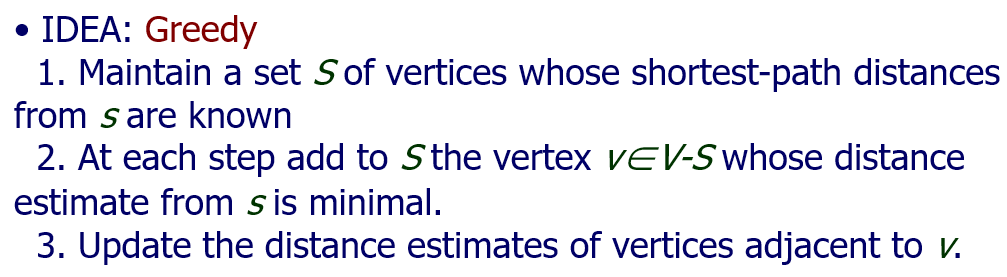 • IDEA: Greedy
1. Maintain a set S of vertices whose shortest-path distances
from s are known
2. At each step add to S the vertex v∈V-S whose distance
estimate from s is minimal.
3. Update the distance estimates of vertices adjacent to v.